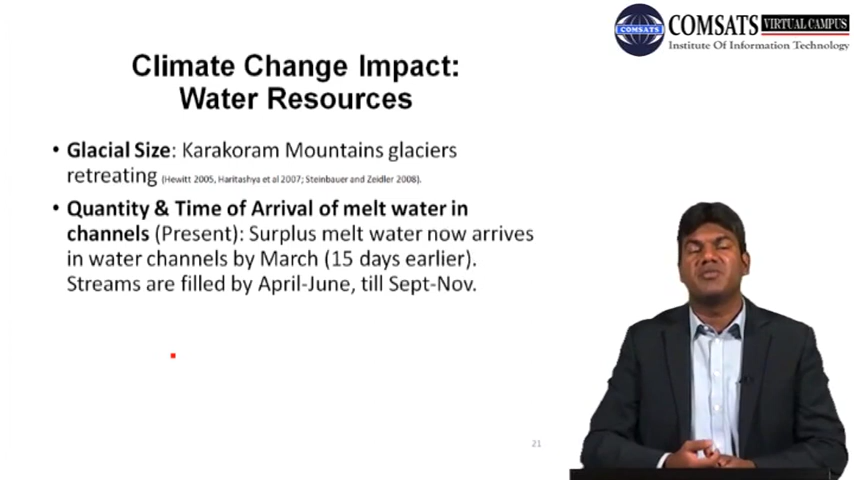 COMSATS
COMSATS VIRTUAL CAMPUS
Institute Of Information Technology
Climate Change Impact:
Water Resources
• Glacial Size: Karakoram Mountains glaciers
retreating (Hewitt 2005, Haritashya et al 2007; Steinbauer and Zeidler 2008).
• Quantity & Time of Arrival of melt water in
channels (Present): Surplus melt water now arrives
in water channels by March (15 days earlier).
Streams are filled by April-June, till Sept-Nov.
21